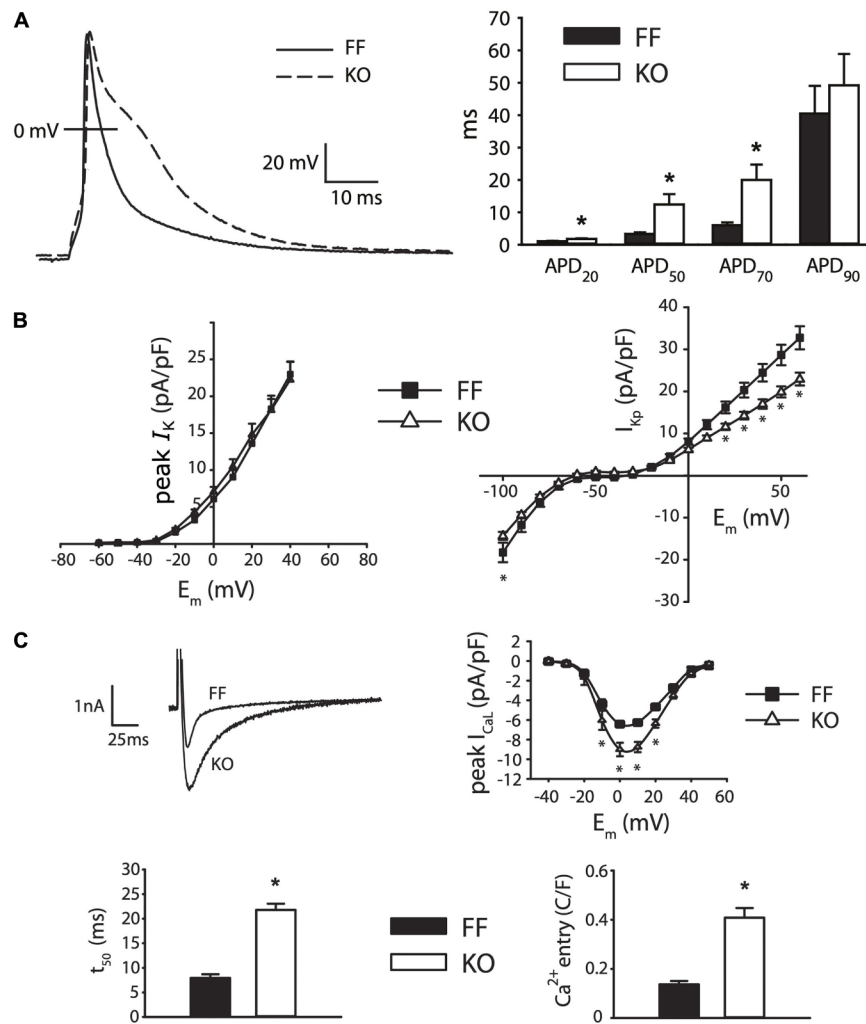 A
FF
KO
0 mV
20 mV
10 ms
ms
70
60
50
40
30
20
10
0
FF
KO
*
*
*
APD20
APD50
APD70
APD90
B
peak IK (pA/pF)
25
20
15
10
5
-80
-60
-40
-20
0
20
40
60
80
Em (mV)
FF
KO
IKp (pA/pF)
40
30
20
10
-10
-20
-30
-100
-50
50
Em (mV)
*
*
*
*
*
*
C
1nA
25ms
FF
KO
peak ICaL (pA/pF)
2
0
-2
-4
-6
-8
-10
-12
-40
-20
0
20
40
60
Em (mV)
*
*
*
*
FF
KO
t50 (ms)
30
25
20
15
10
5
0
*
FF
KO
Ca2+ entry (C/F)
0.6
0.4
0.2
0
*